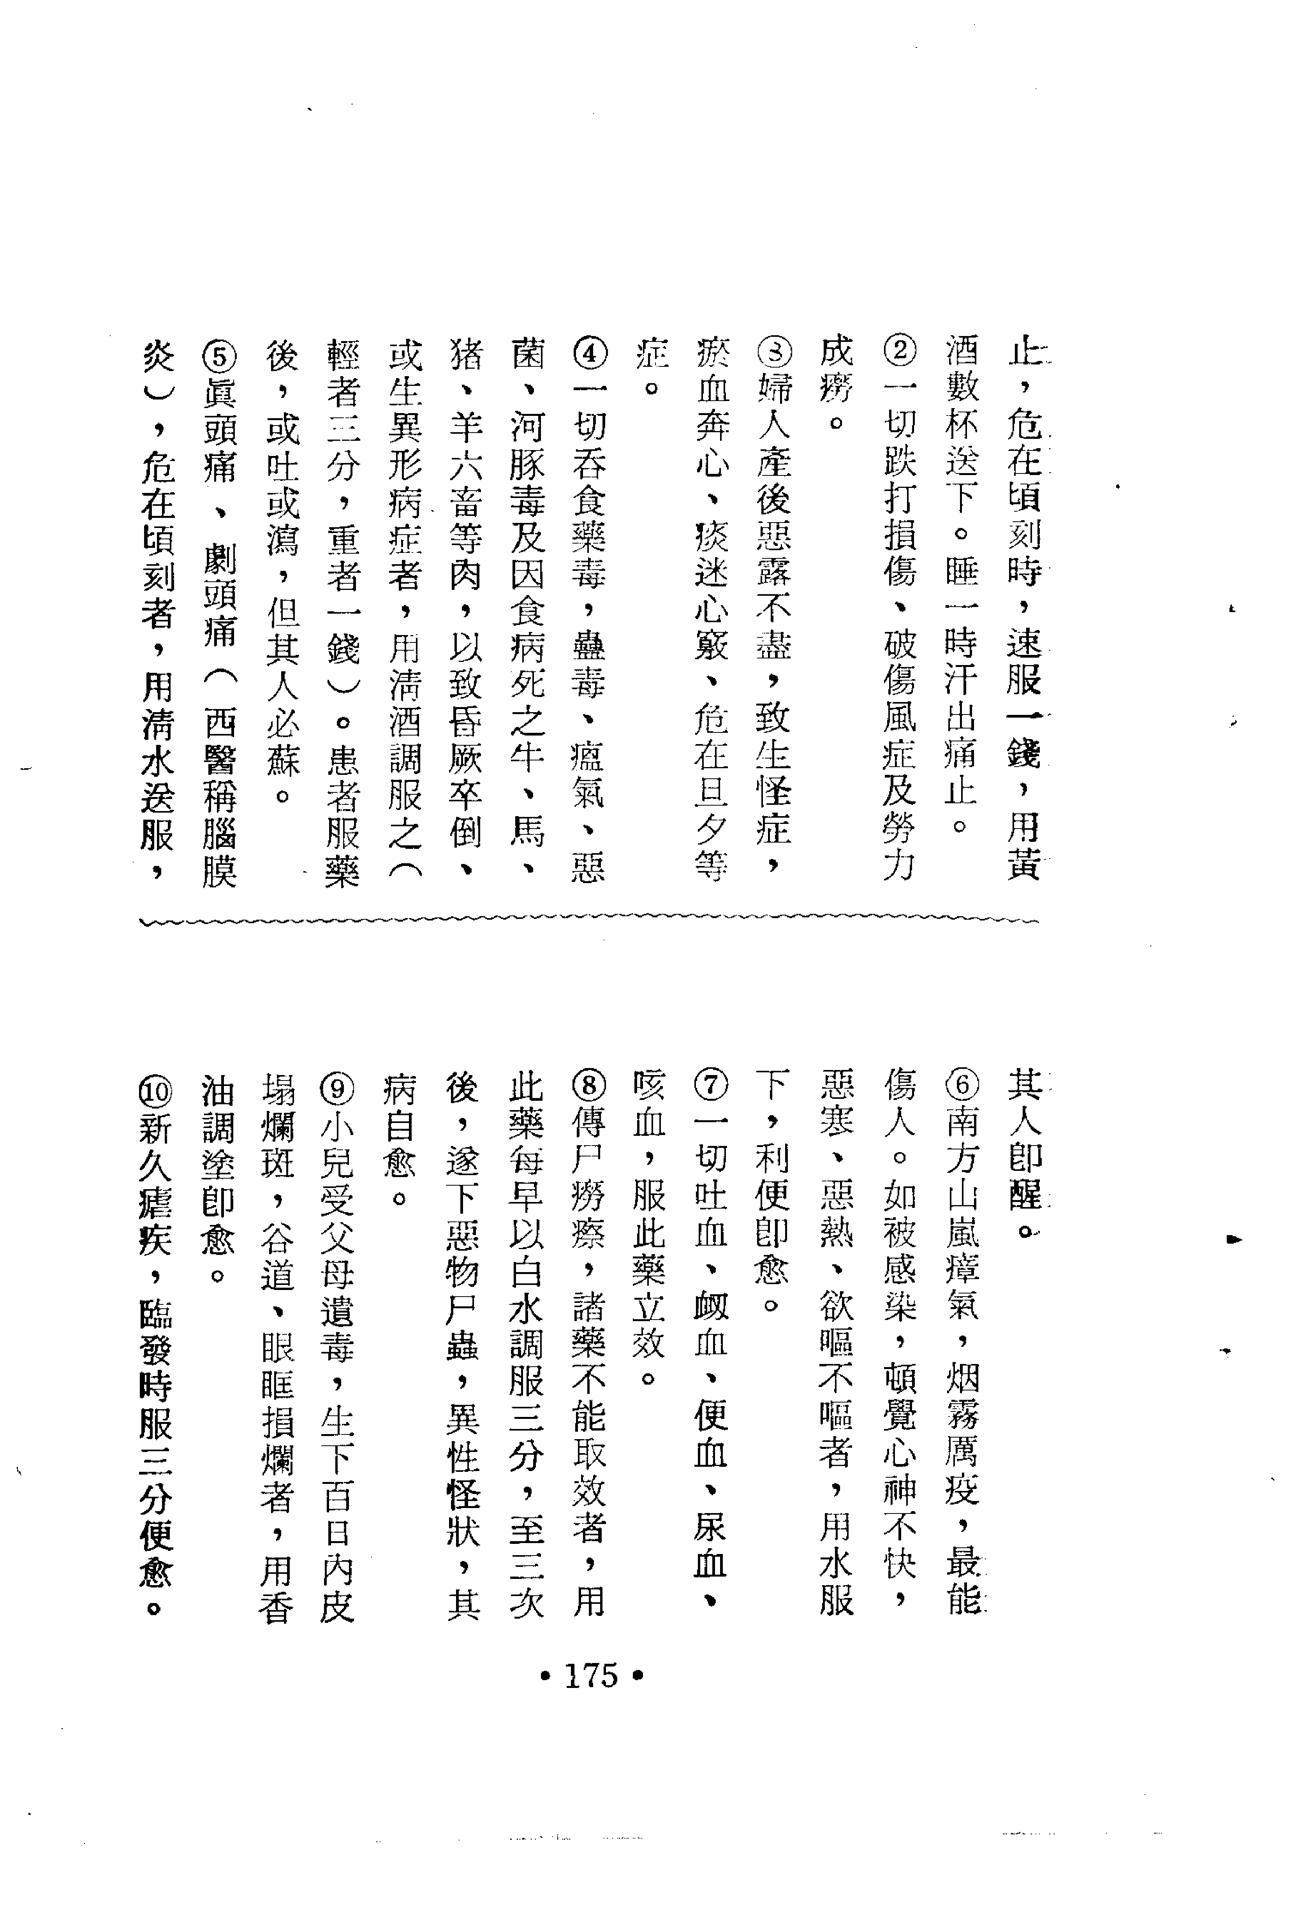 止，危在頃刻時，速服一錢，用黃
酒數杯送下。睡一時汗出痛止。
②一切跌打損傷、破傷風症及勞力
成癆。
③婦人產後惡露不盡，致生怪症，
瘀血奔心、痰迷心竅、危在旦夕等
症。
④一切吞食藥毒，蠱毒、瘟氣、惡
菌、河豚毒及因食病死之牛、馬、
猪、羊六畜等肉，以致昏厥卒倒、
或生異形病症者，用清酒調服之（
輕者三分，重者一錢）。患者服藥
後，或吐或瀉，但其人必蘇。
⑤眞頭痛、劇頭痛（西醫稱腦膜
炎），危在頃刻者，用清水送服，
其人卽醒。
⑥南方山嵐瘴氣，烟霧厲疫，最能
傷人。如被感染，頓覺心神不快，
惡寒、惡熱、欲嘔不嘔者，用水服
下，利便卽愈。
⑦一切吐血、衂血、便血、尿血、
咳血，服此藥立效。
⑧傳尸癆瘵，諸藥不能取效者，用
此藥每早以白水調服三分，至三次
後，遂下惡物尸蟲，異性怪狀，其
病自愈。
⑨小兒受父母遺毒，生下百日內皮
塌爛斑，谷道、眼眶損爛者，用香
油調塗卽愈。
⑩新久瘧疾，臨發時服三分便愈。
•175•